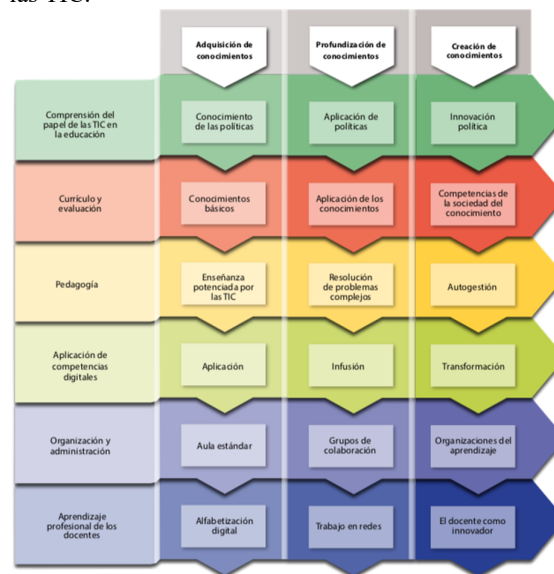 las TIC.
Adquisición de
conocimientos
Profundización de
conocimientos
Creación de
conocimientos
Comprensión del
papel de las TIC en
la educación
Conocimiento
de las políticas
Aplicación de
políticas
Innovación
política
Currículo y
evaluación
Conocimientos
básicos
Aplicación de los
conocimientos
Competencias de
la sociedad del
conocimiento
Pedagogía
Enseñanza
potenciada por
las TIC
Resolución
de problemas
complejos
Autogestión
Aplicación de
competencias
digitales
Aplicación
Infusión
Transformación
Organización y
administración
Aula estándar
Grupos de
colaboración
Organizaciones del
aprendizaje
Aprendizaje
profesional de los
docentes
Alfabetización
digital
Trabajo en redes
El docente como
innovador